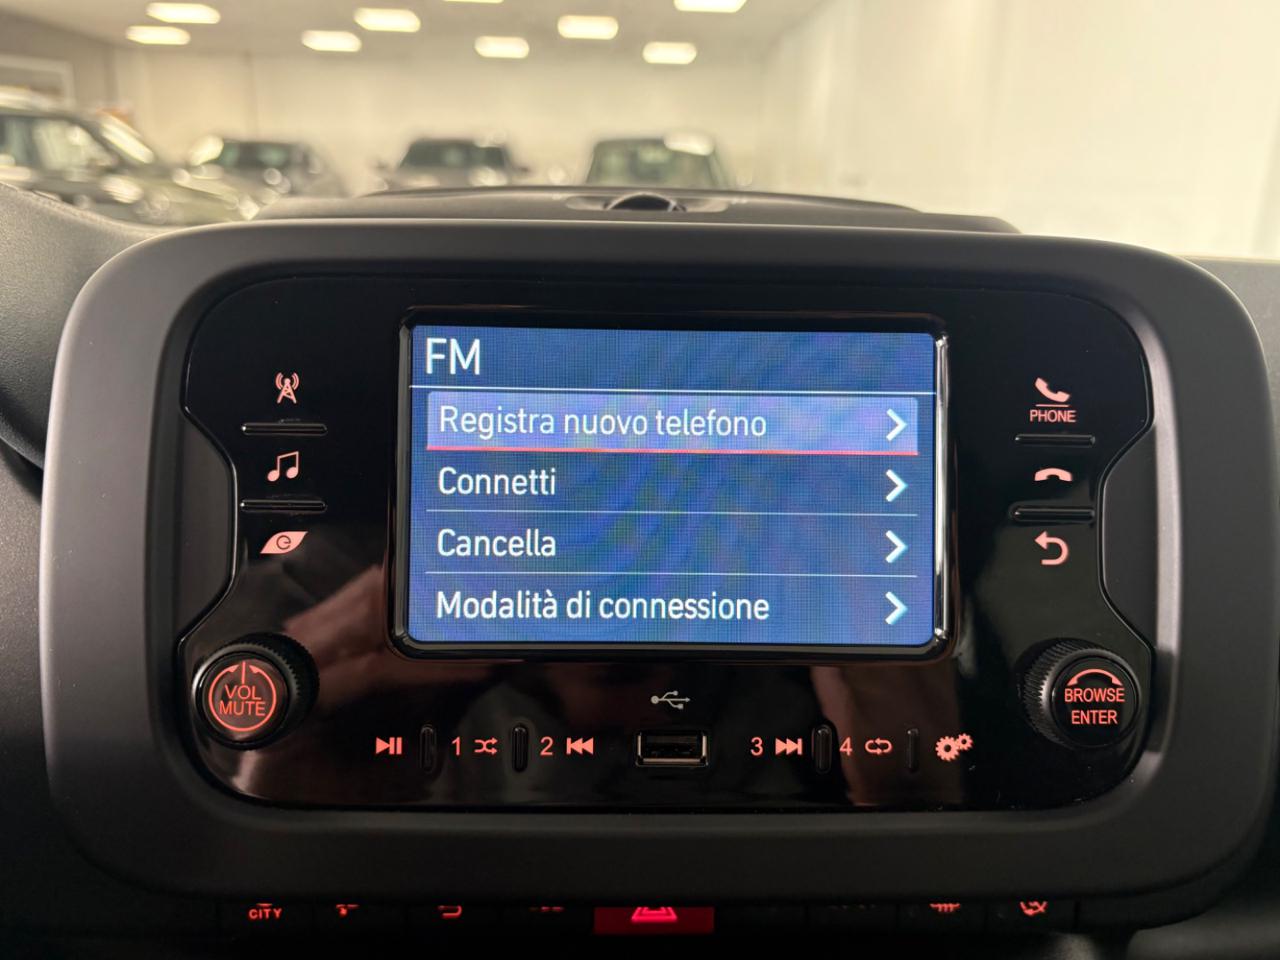 FM
Registra nuovo telefono
Connetti
Cancella
Modalità di connessione
PHONE
VOL
MUTE
BROWSE
ENTER
1
2
3
4
CITY